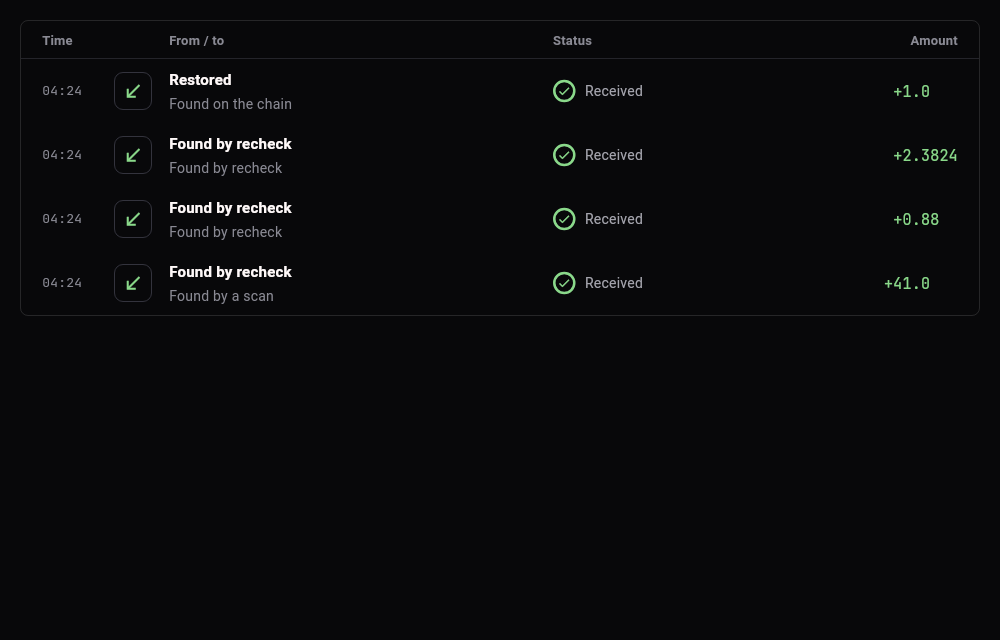 Time From / to Status Amount
04:24 Restored Received +1.0
Found on the chain
04:24 Found by recheck Received +2.3824
Found by recheck
04:24 Found by recheck Received +0.88
Found by recheck
04:24 Found by recheck Received +41.0
Found by a scan